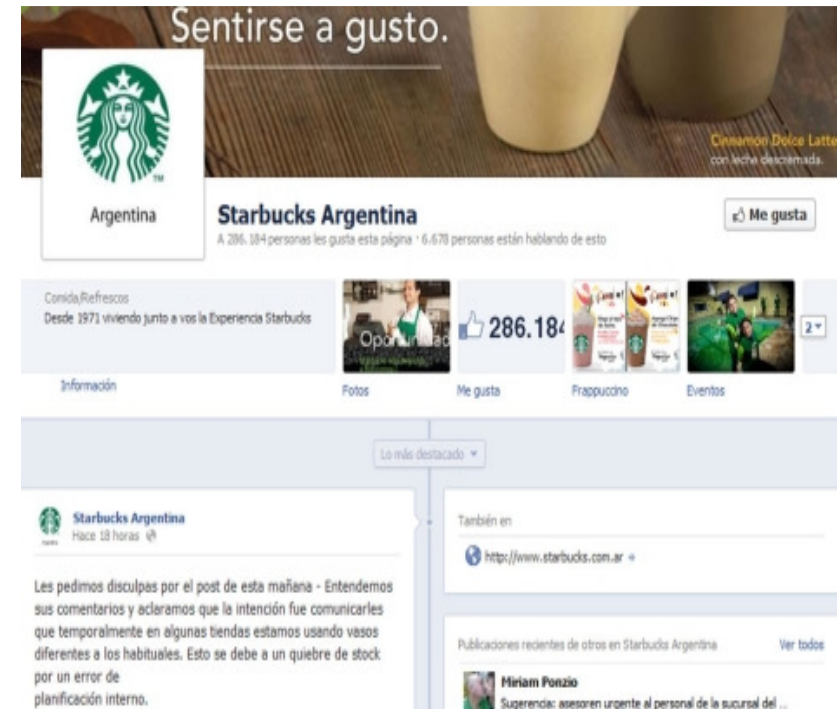 Sentirse a gusto.
Cinnamon Dolce Latte
con leche descremada.
Argentina
Starbucks Argentina
A 286.184 personas les gusta esta página · 6.678 personas están hablando de esto
Me gusta
Comida/Refrescos
Desde 1971 viviendo junto a vos la Experiencia Starbucks
Información
Fotos
286.184
Me gusta
Frappuccino
Eventos
2
Lo más destacado
Starbucks Argentina
Hace 18 horas
Les pedimos disculpas por el post de esta mañana - Entendemos
sus comentarios y aclaramos que la intención fue comunicarles
que temporalmente en algunas tiendas estamos usando vasos
diferentes a los habituales. Esto se debe a un quiebre de stock
por un error de
planificación interno.
También en
http://www.starbucks.com.ar
Publicaciones recientes de otros en Starbucks Argentina
Ver todos
Miriam Ponzio
Sugerencia: asesoren urgente al personal de la sucursal del ...